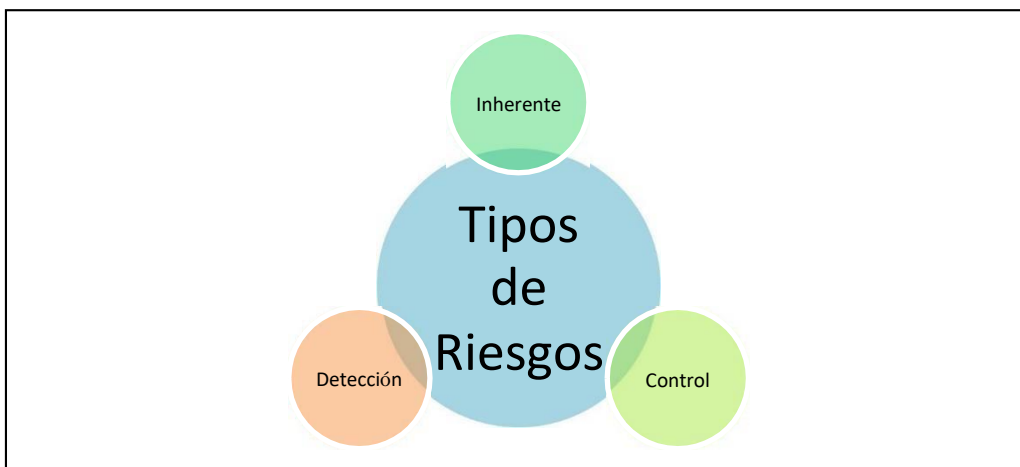 Inherente
Tipos
de
Riesgos
Detección
Control